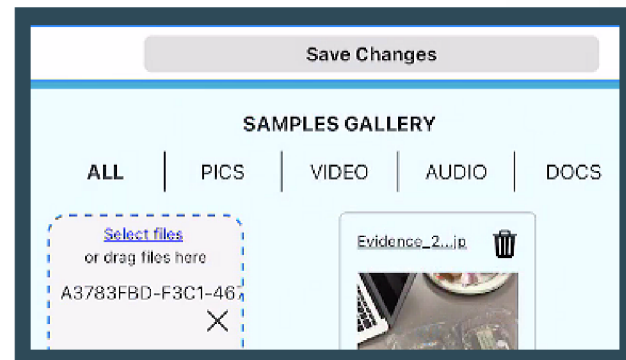 Save Changes
SAMPLES GALLERY
ALL PICS VIDEO AUDIO DOCS
Select files
or drag files here
A3783FBD-F3C1-467
Evidence_2...jp